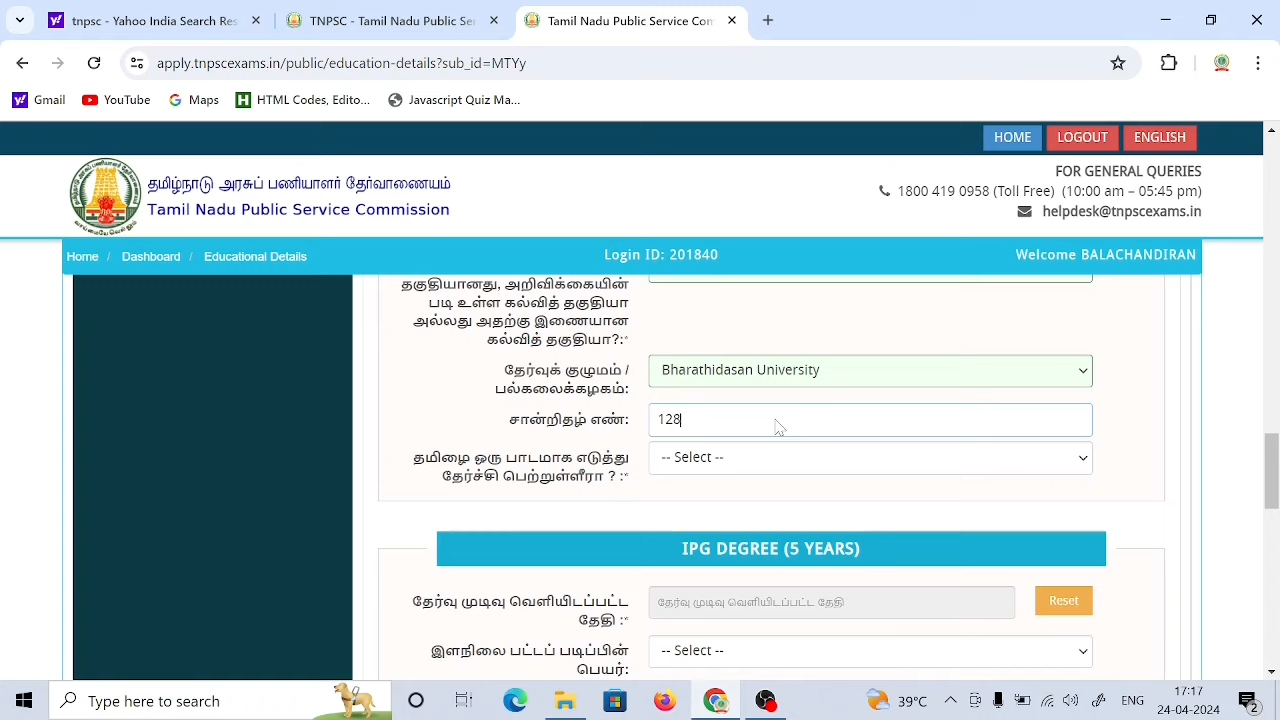 tnpsc - Yahoo India Search Res
TNPSC - Tamil Nadu Public Ser
Tamil Nadu Public Service Com
apply.tnpscexams.in/public/education-details?sub_id=MTYy
Gmail
YouTube
Maps
HTML Codes, Edito...
Javascript Quiz Ma...
HOME
LOGOUT
ENGLISH
தமிழ்நாடு அரசுப் பணியாளர் தேர்வாணையம்
Tamil Nadu Public Service Commission
FOR GENERAL QUERIES
1800 419 0958 (Toll Free) (10:00 am – 05:45 pm)
helpdesk@tnpscexams.in
Home / Dashboard / Educational Details
Login ID: 201840
Welcome BALACHANDIRAN
தகுதியானது, அறிவிக்கையின்
படி உள்ள கல்வித் தகுதியா
அல்லது அதற்கு இணையான
கல்வித் தகுதியா?:*
தேர்வுக் குழுமம் /
பல்கலைக்கழகம்:
Bharathidasan University
சான்றிதழ் எண்:
128
தமிழை ஒரு பாடமாக எடுத்து
தேர்ச்சி பெற்றுள்ளீரா ? :*
-- Select --
IPG DEGREE (5 YEARS)
தேர்வு முடிவு வெளியிடப்பட்ட
தேதி :*
தேர்வு முடிவு வெளியிடப்பட்ட தேதி
Reset
இளநிலை பட்டப் படிப்பின்
பெயர்:
-- Select --
Type here to search
39°C
ENG
17:17
24-04-2024
2